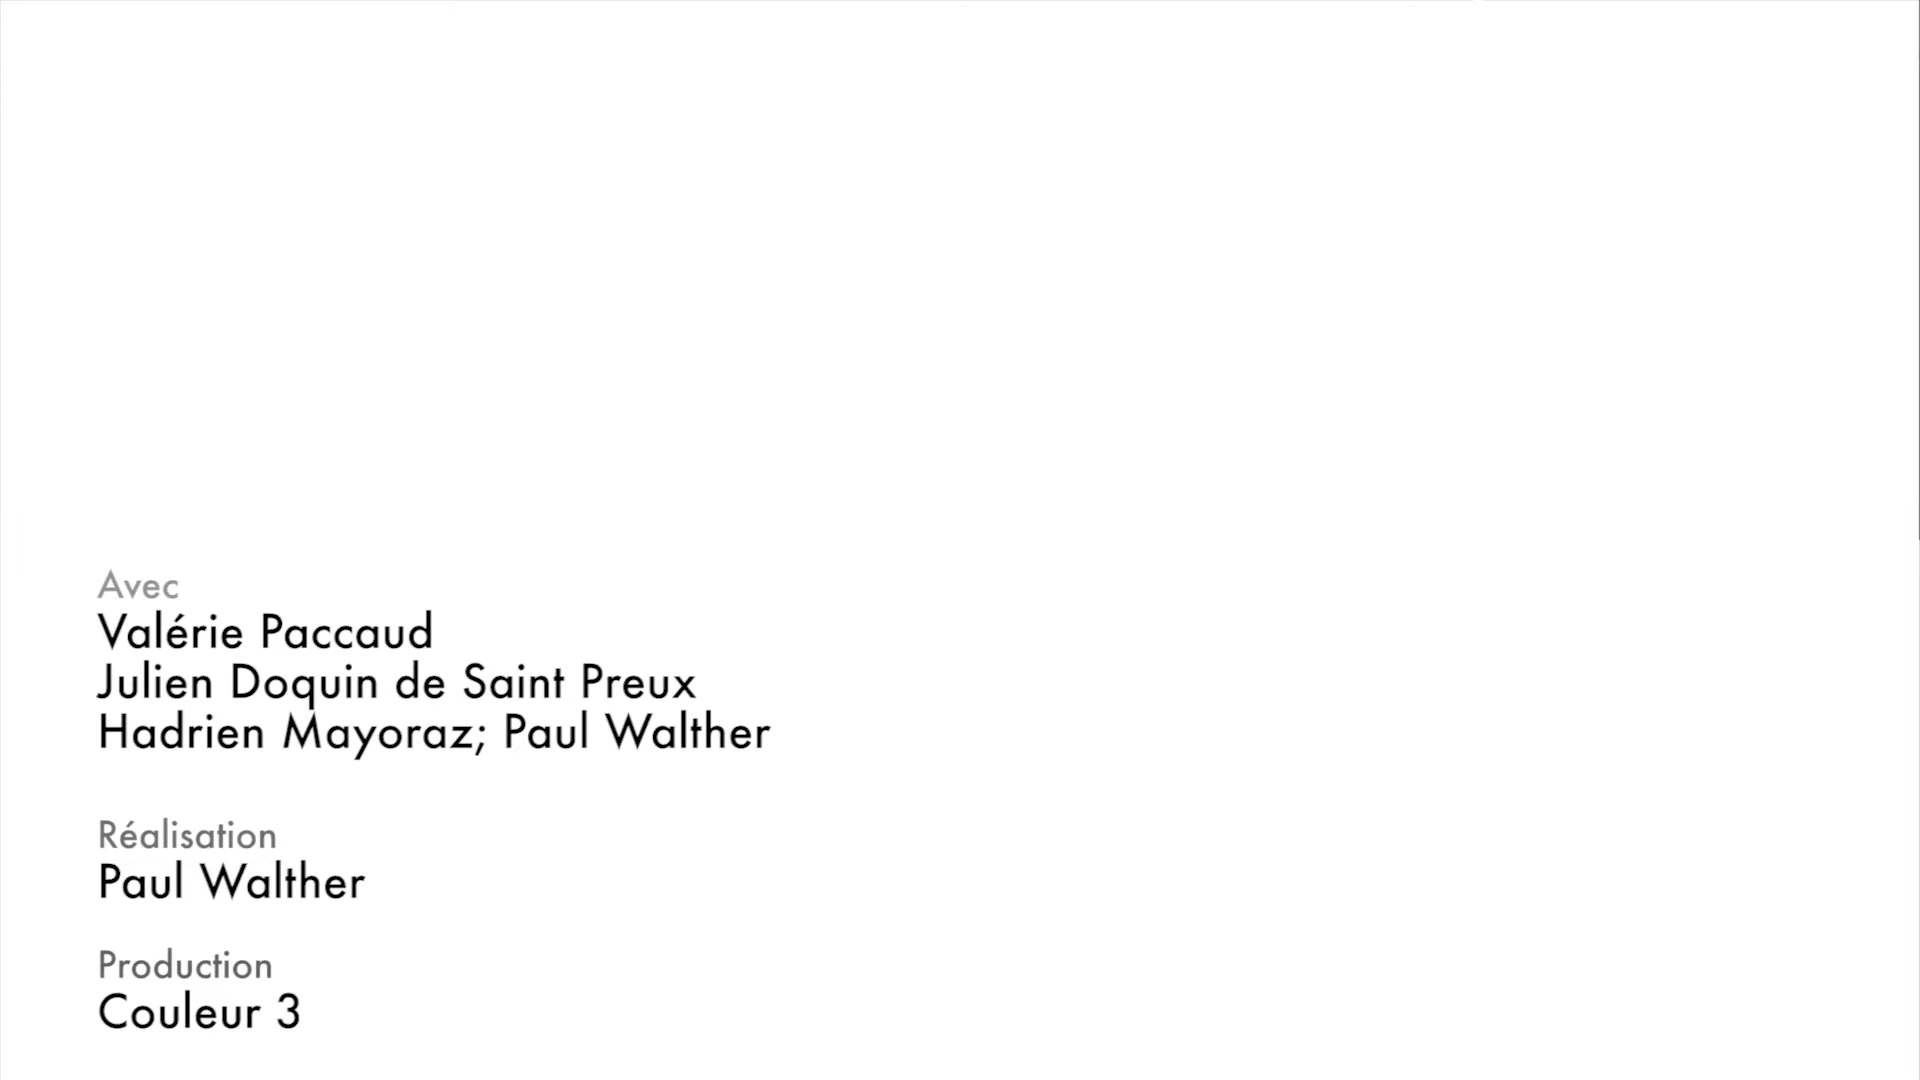 Avec
Valérie Paccaud
Julien Doquin de Saint Preux
Hadrien Mayoraz; Paul Walther
Réalisation
Paul Walther
Production
Couleur 3